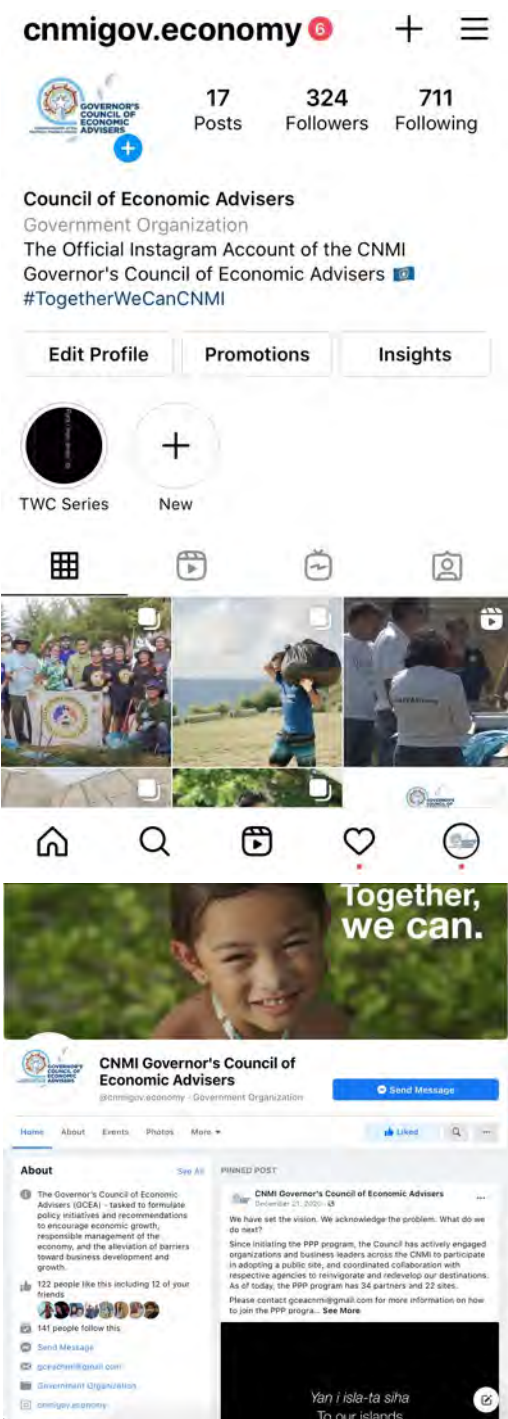 cnmigov.economy 6
GOVERNOR'S
COUNCIL OF
ECONOMIC
ADVISERS
17
Posts
324
Followers
711
Following
Council of Economic Advisers
Government Organization
The Official Instagram Account of the CNMI
Governor's Council of Economic Advisers
#TogetherWeCanCNMI
Edit Profile
Promotions
Insights
TWC Series
New
Together,
we can.
GOVERNOR'S
COUNCIL OF
ECONOMIC
ADVISERS
CNMI Governor's Council of
Economic Advisers
@cnmigov.economy · Government Organization
Send Message
Home About Events Photos More
Liked
About
See All
The Governor's Council of Economic
Advisers (GCEA) - tasked to formulate
policy initiatives and recommendations
to encourage economic growth,
responsible management of the
economy, and the alleviation of barriers
toward business development and
growth.
122 people like this including 12 of your
friends
141 people follow this
Send Message
gceacnmi@gmail.com
Government Organization
cnmigov.economy
PINNED POST
CNMI Governor's Council of Economic Advisers
December 21, 2020
We have set the vision. We acknowledge the problem. What do we
do next?
Since initiating the PPP program, the Council has actively engaged
organizations and business leaders across the CNMI to participate
in adopting a public site, and coordinated collaboration with
respective agencies to reinvigorate and redevelop our destinations.
As of today, the PPP program has 34 partners and 22 sites.
Please contact gceacnmi@gmail.com for more information on how
to join the PPP progra... See More
Yan i isla-ta siha
To our islands